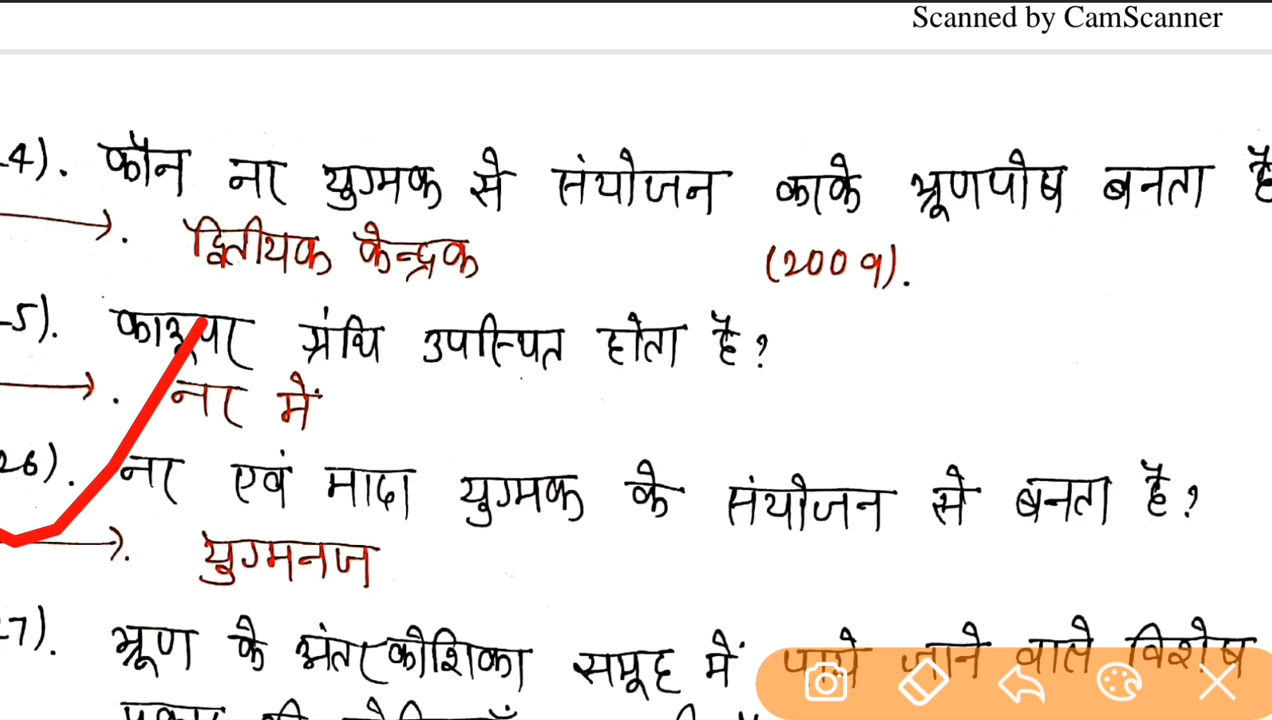 Scanned by CamScanner
4). कौन नर युग्मक से संयोजन करके भ्रूणपोष बनता है
द्वितीयक केन्द्रक (2009).
5). काऊपर ग्रंथि उपस्थित होता है?
नर में
26). नर एवं मादा युग्मक के संयोजन से बनता है?
युग्मनज
7). भ्रूण के अंतरकोशिका समूह में पाये जाने वाले विशेष